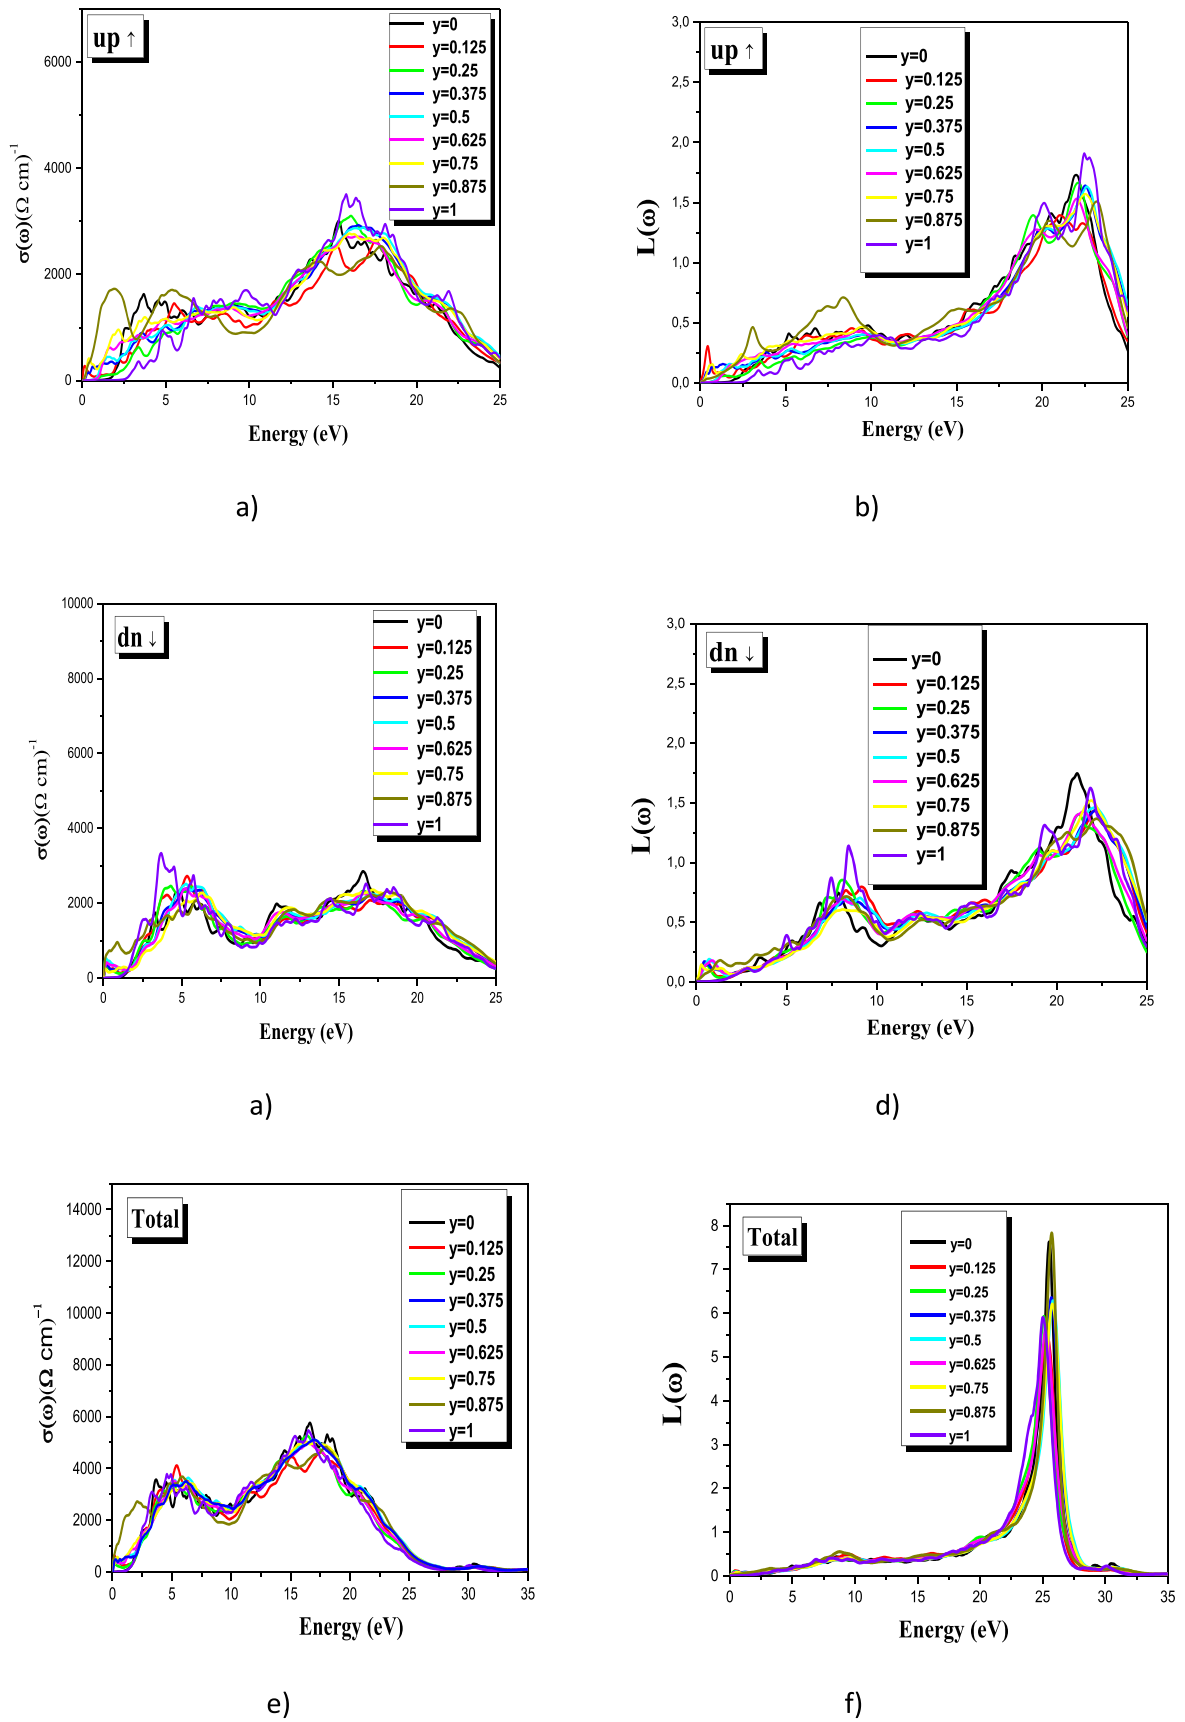 up ↑
y=0
y=0.125
y=0.25
y=0.375
y=0.5
y=0.625
y=0.75
y=0.875
y=1
6000
4000
2000
0
σ(ω)(Ω cm)⁻¹
0 5 10 15 20 25
Energy (eV)
a)
up ↑
y=0
y=0.125
y=0.25
y=0.375
y=0.5
y=0.625
y=0.75
y=0.875
y=1
3,0
2,5
2,0
1,5
1,0
0,5
0,0
L(ω)
0 5 10 15 20 25
Energy (eV)
b)
dn ↓
y=0
y=0.125
y=0.25
y=0.375
y=0.5
y=0.625
y=0.75
y=0.875
y=1
10000
8000
6000
4000
2000
0
σ(ω)(Ω cm)⁻¹
0 5 10 15 20 25
Energy (eV)
a)
dn ↓
y=0
y=0.125
y=0.25
y=0.375
y=0.5
y=0.625
y=0.75
y=0.875
y=1
3,0
2,5
2,0
1,5
1,0
0,5
0,0
L(ω)
0 5 10 15 20 25
Energy (eV)
d)
Total
y=0
y=0.125
y=0.25
y=0.375
y=0.5
y=0.625
y=0.75
y=0.875
y=1
14000
12000
10000
8000
6000
4000
2000
0
σ(ω)(Ω cm)⁻¹
0 5 10 15 20 25 30 35
Energy (eV)
e)
Total
y=0
y=0.125
y=0.25
y=0.375
y=0.5
y=0.625
y=0.75
y=0.875
y=1
8
7
6
5
4
3
2
1
0
L(ω)
0 5 10 15 20 25 30 35
Energy (eV)
f)